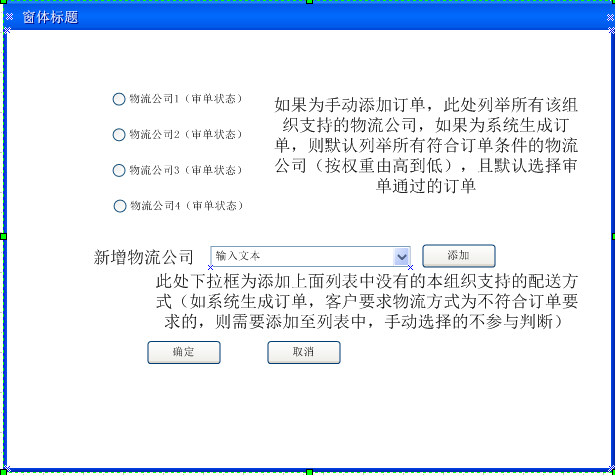 窗体标题
物流公司1（审单状态）
物流公司2（审单状态）
物流公司3（审单状态）
物流公司4（审单状态）
如果为手动添加订单，此处列举所有该组
织支持的物流公司，如果为系统生成订
单，则默认列举所有符合订单条件的物流
公司（按权重由高到低），且默认选择审
单通过的订单
新增物流公司
输入文本
添加
此处下拉框为添加上面列表中没有的本组织支持的配送方
式（如系统生成订单，客户要求物流方式为不符合订单要
求的，则需要添加至列表中，手动选择的不参与判断）
确定
取消